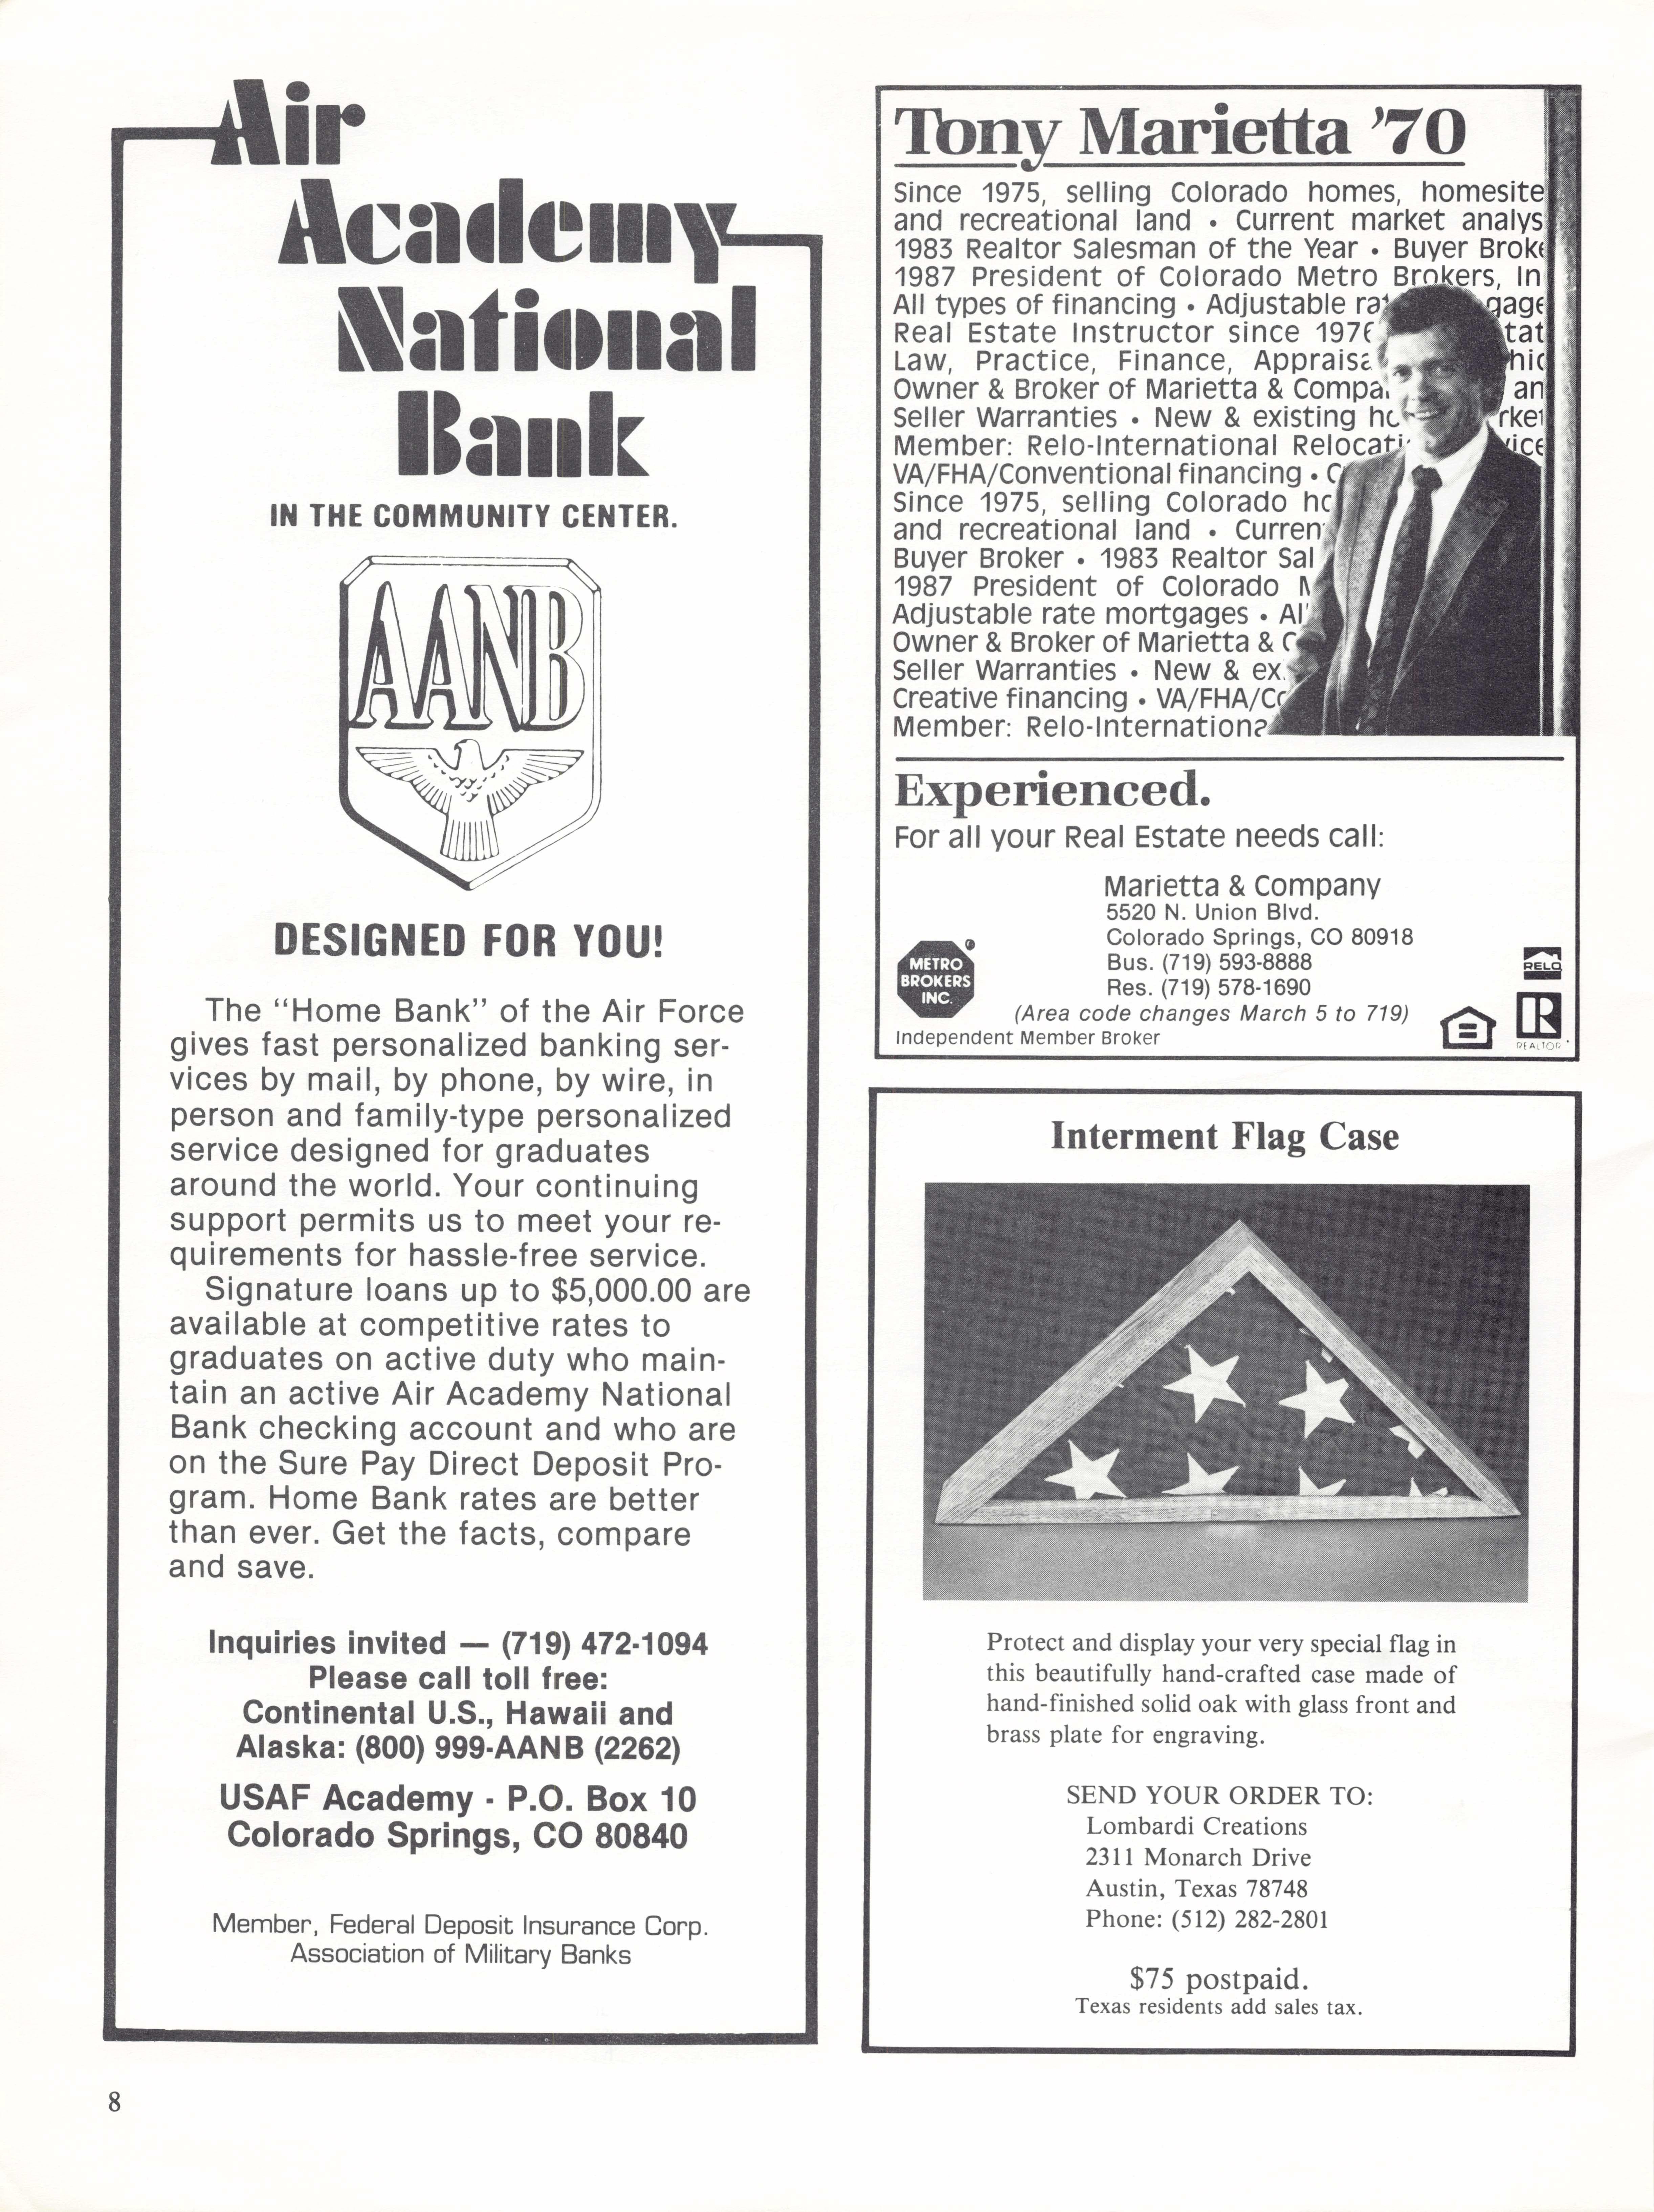 Air
Academy
National
Bank
IN THE COMMUNITY CENTER.
AANB
DESIGNED FOR YOU!
The "Home Bank" of the Air Force
gives fast personalized banking ser-
vices by mail, by phone, by wire, in
person and family-type personalized
service designed for graduates
around the world. Your continuing
support permits us to meet your re-
quirements for hassle-free service.
Signature loans up to $5,000.00 are
available at competitive rates to
graduates on active duty who main-
tain an active Air Academy National
Bank checking account and who are
on the Sure Pay Direct Deposit Pro-
gram. Home Bank rates are better
than ever. Get the facts, compare
and save.
Inquiries invited — (719) 472-1094
Please call toll free:
Continental U.S., Hawaii and
Alaska: (800) 999-AANB (2262)
USAF Academy - P.O. Box 10
Colorado Springs, CO 80840
Member, Federal Deposit Insurance Corp.
Association of Military Banks
8
Tony Marietta '70
Since 1975, selling Colorado homes, homesite
and recreational land • Current market analys
1983 Realtor Salesman of the Year • Buyer Broke
1987 President of Colorado Metro Brokers, In
All types of financing • Adjustable rat gage
Real Estate Instructor since 1976 tat
Law, Practice, Finance, Appraisa hic
Owner & Broker of Marietta & Compa an
Seller Warranties • New & existing ho rket
Member: Relo-International Relocati vice
VA/FHA/Conventional financing • C
Since 1975, selling Colorado ho
and recreational land • Curren
Buyer Broker • 1983 Realtor Sal
1987 President of Colorado M
Adjustable rate mortgages • Al
Owner & Broker of Marietta & C
Seller Warranties • New & ex
Creative financing • VA/FHA/Co
Member: Relo-Internationa
Experienced.
For all your Real Estate needs call:
Marietta & Company
5520 N. Union Blvd.
Colorado Springs, CO 80918
Bus. (719) 593-8888
Res. (719) 578-1690
(Area code changes March 5 to 719)
METRO
BROKERS
INC.
Independent Member Broker
RELO
R
REALTOR
Interment Flag Case
Protect and display your very special flag in
this beautifully hand-crafted case made of
hand-finished solid oak with glass front and
brass plate for engraving.
SEND YOUR ORDER TO:
Lombardi Creations
2311 Monarch Drive
Austin, Texas 78748
Phone: (512) 282-2801
$75 postpaid.
Texas residents add sales tax.